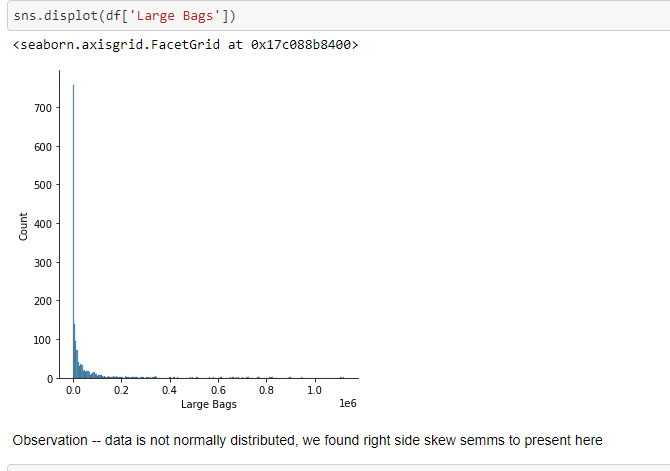 sns.displot(df['Large Bags'])
<seaborn.axisgrid.FacetGrid at 0x17c088b8400>
700
600
500
400
300
200
100
0
Count
0.0 0.2 0.4 0.6 0.8 1.0
Large Bags 1e6
Observation -- data is not normally distributed, we found right side skew semms to present here